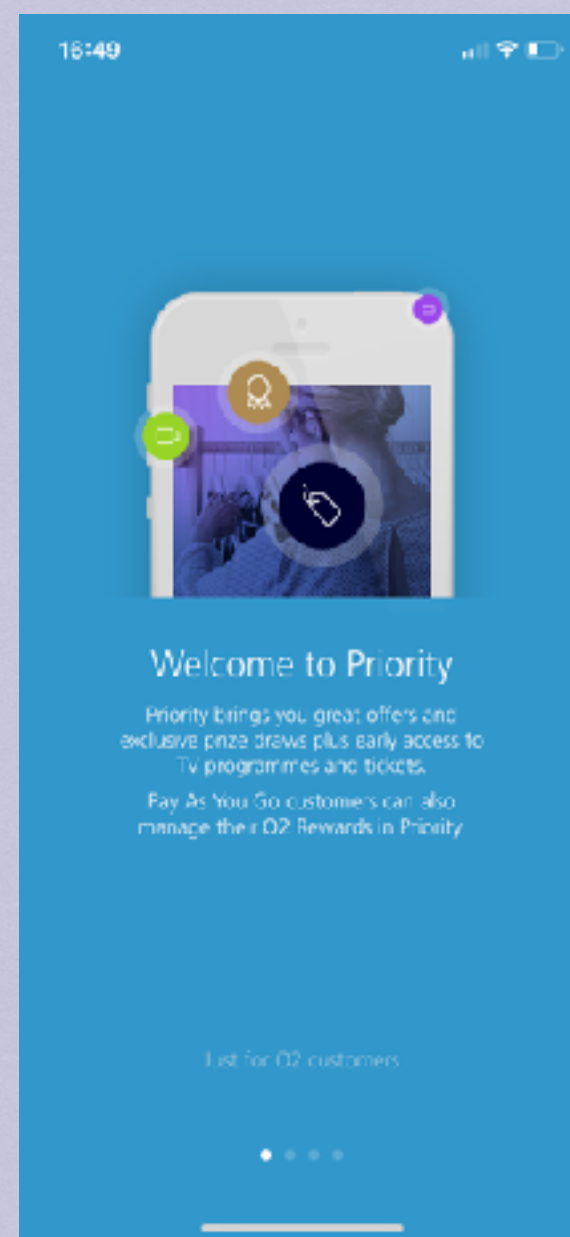 16:49
Welcome to Priority
Priority brings you great offers and
exclusive prize draws plus early access to
TV programmes and tickets.
Pay As You Go customers can also
manage their O2 Rewards in Priority
Just for O2 customers